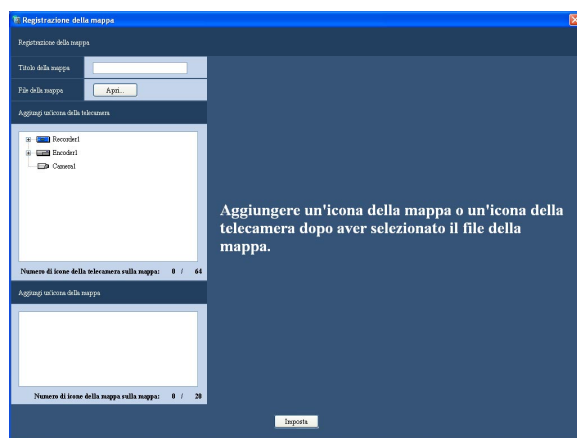 Registrazione della mappa
Registrazione della mappa
Titolo della mappa
File della mappa
Apri...
Aggiungi un'icona della telecamera
Recorder1
Encoder1
Camera1
Numero di icone della telecamera sulla mappa: 0 / 64
Aggiungi un'icona della mappa
Numero di icone della mappa sulla mappa: 0 / 20
Aggiungere un'icona della mappa o un'icona della
telecamera dopo aver selezionato il file della
mappa.
Imposta